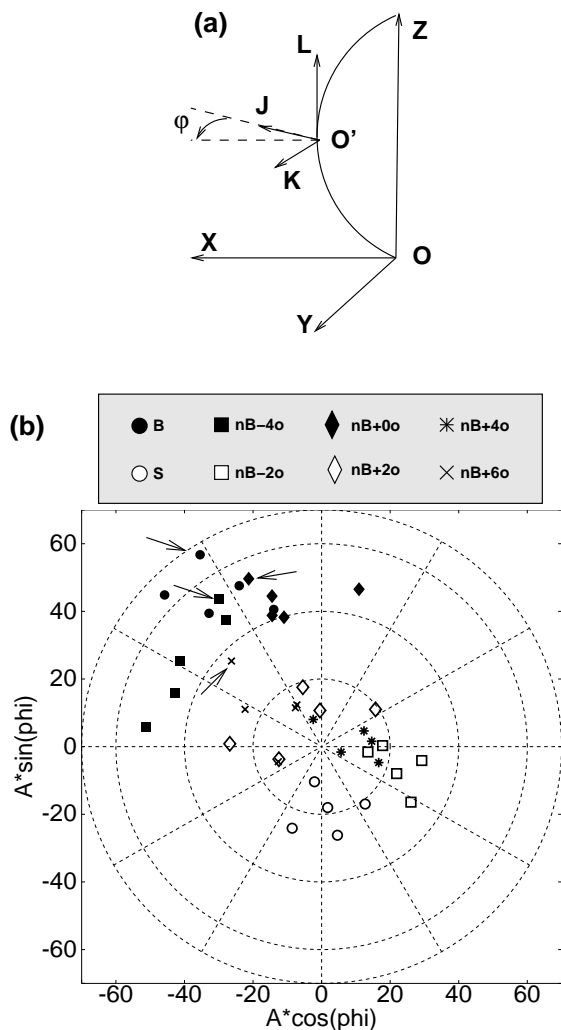 (a)
L
Z
φ
J
O'
K
X
O
Y
(b)
B nB−4o nB+0o nB+4o
S nB−2o nB+2o nB+6o
60
40
20
0
-20
-40
-60
A*sin(phi)
-60 -40 -20 0 20 40 60
A*cos(phi)